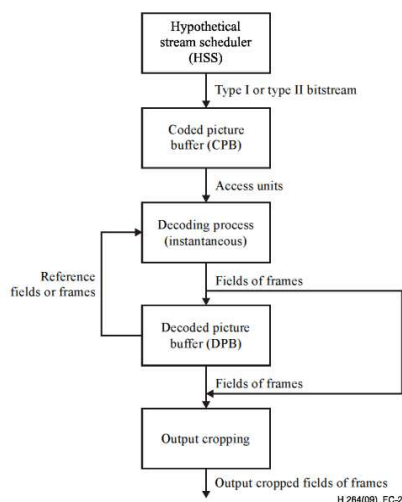 Hypothetical
stream scheduler
(HSS)
Type I or type II bitstream
Coded picture
buffer (CPB)
Access units
Decoding process
(instantaneous)
Reference
fields or frames
Fields of frames
Decoded picture
buffer (DPB)
Fields of frames
Output cropping
Output cropped fields of frames
H.264(09)_FC-2